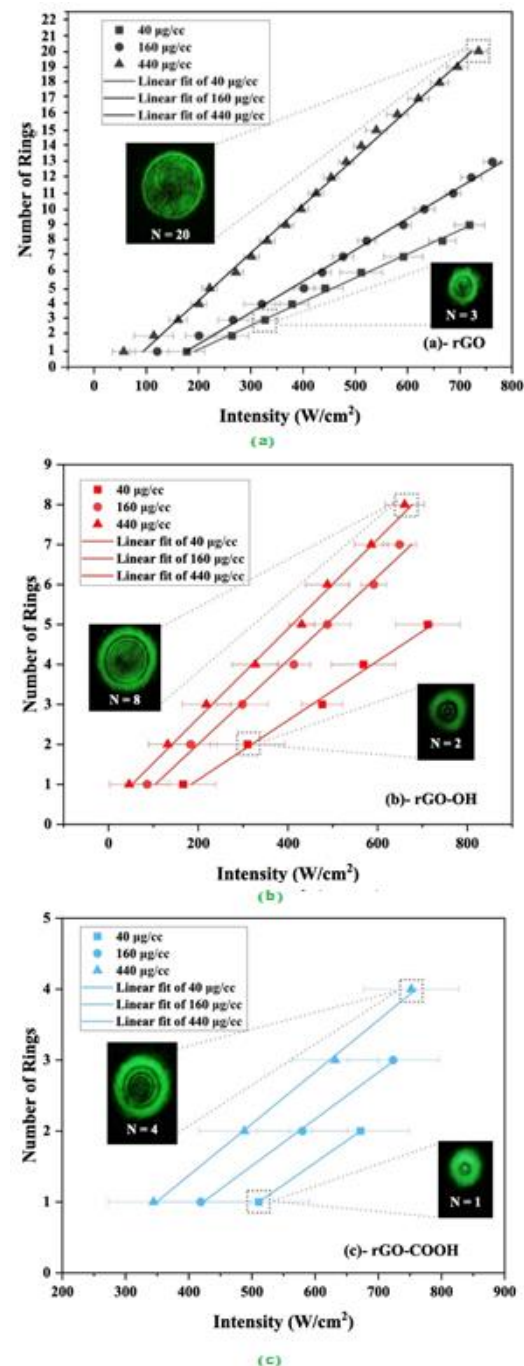 22
21
20
19
18
17
16
15
14
13
12
11
10
9
8
7
6
5
4
3
2
1
Number of Rings
40 µg/cc
160 µg/cc
440 µg/cc
Linear fit of 40 µg/cc
Linear fit of 160 µg/cc
Linear fit of 440 µg/cc
N = 20
N = 3
(a)- rGO
0 100 200 300 400 500 600 700 800
Intensity (W/cm²)
(a)
9
8
7
6
5
4
3
2
1
0
Number of Rings
40 µg/cc
160 µg/cc
440 µg/cc
Linear fit of 40 µg/cc
Linear fit of 160 µg/cc
Linear fit of 440 µg/cc
N = 8
N = 2
(b)- rGO-OH
0 200 400 600 800
Intensity (W/cm²)
(b)
5
4
3
2
1
0
Number of Rings
40 µg/cc
160 µg/cc
440 µg/cc
Linear fit of 40 µg/cc
Linear fit of 160 µg/cc
Linear fit of 440 µg/cc
N = 4
N = 1
(c)- rGO-COOH
200 300 400 500 600 700 800 900
Intensity (W/cm²)
(c)